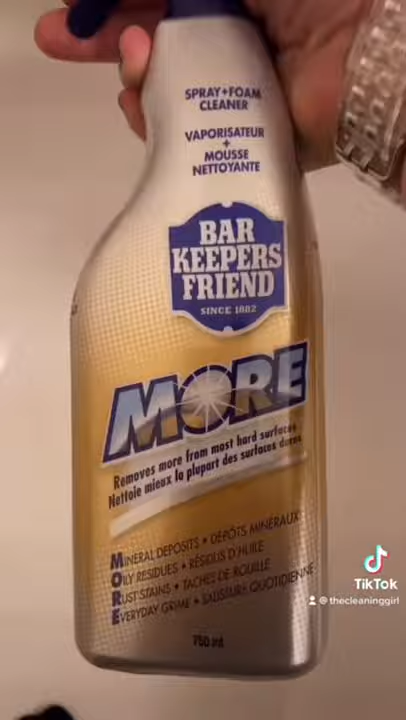 SPRAY+FOAM
CLEANER
VAPORISATEUR
+
MOUSSE
NETTOYANTE
BAR
KEEPERS
FRIEND
SINCE 1882
MORE
Removes more from most hard surfaces
Nettoie mieux la plupart des surfaces dures
MINERAL DEPOSITS • DÉPÔTS MINÉRAUX
OILY RESIDUES • RÉSIDUS D'HUILE
RUST STAINS • TACHES DE ROUILLE
EVERYDAY GRIME • SALISSURE QUOTIDIENNE
750 ml
TikTok
@thecleaninggirl